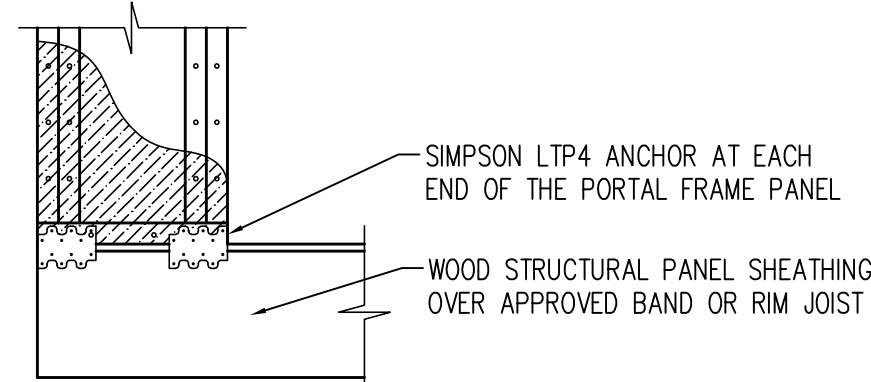 SIMPSON LTP4 ANCHOR AT EACH
END OF THE PORTAL FRAME PANEL
WOOD STRUCTURAL PANEL SHEATHING
OVER APPROVED BAND OR RIM JOIST